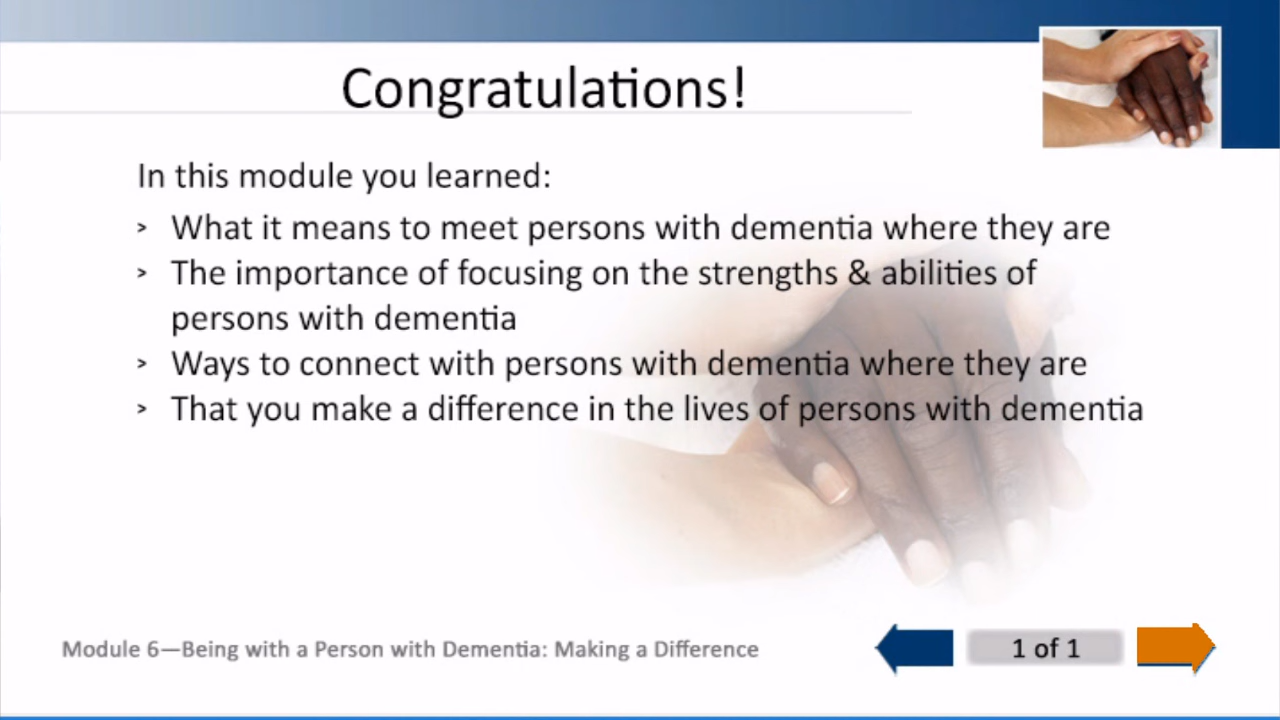 Congratulations!
In this module you learned:
> What it means to meet persons with dementia where they are
> The importance of focusing on the strengths & abilities of
persons with dementia
> Ways to connect with persons with dementia where they are
> That you make a difference in the lives of persons with dementia
Module 6—Being with a Person with Dementia: Making a Difference
1 of 1